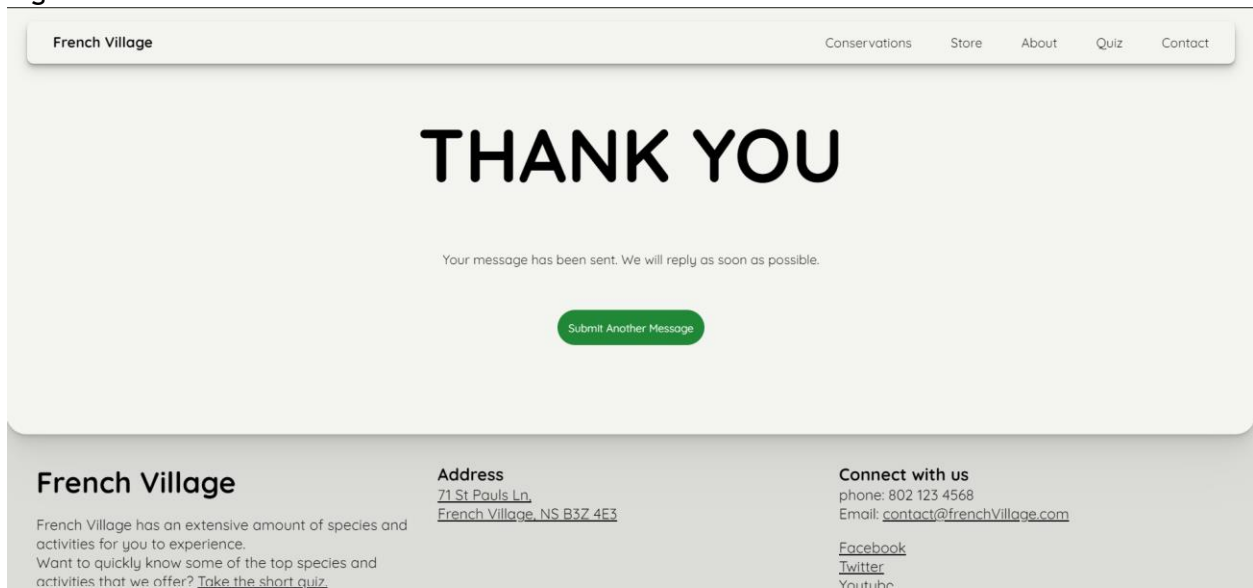 French Village
Conservations Store About Quiz Contact
THANK YOU
Your message has been sent. We will reply as soon as possible.
Submit Another Message
French Village
French Village has an extensive amount of species and
activities for you to experience.
Want to quickly know some of the top species and
activities that we offer? Take the short quiz.
Address
71 St Pauls Ln,
French Village, NS B3Z 4E3
Connect with us
phone: 802 123 4568
Email: contact@frenchVillage.com
Facebook
Twitter
Youtube